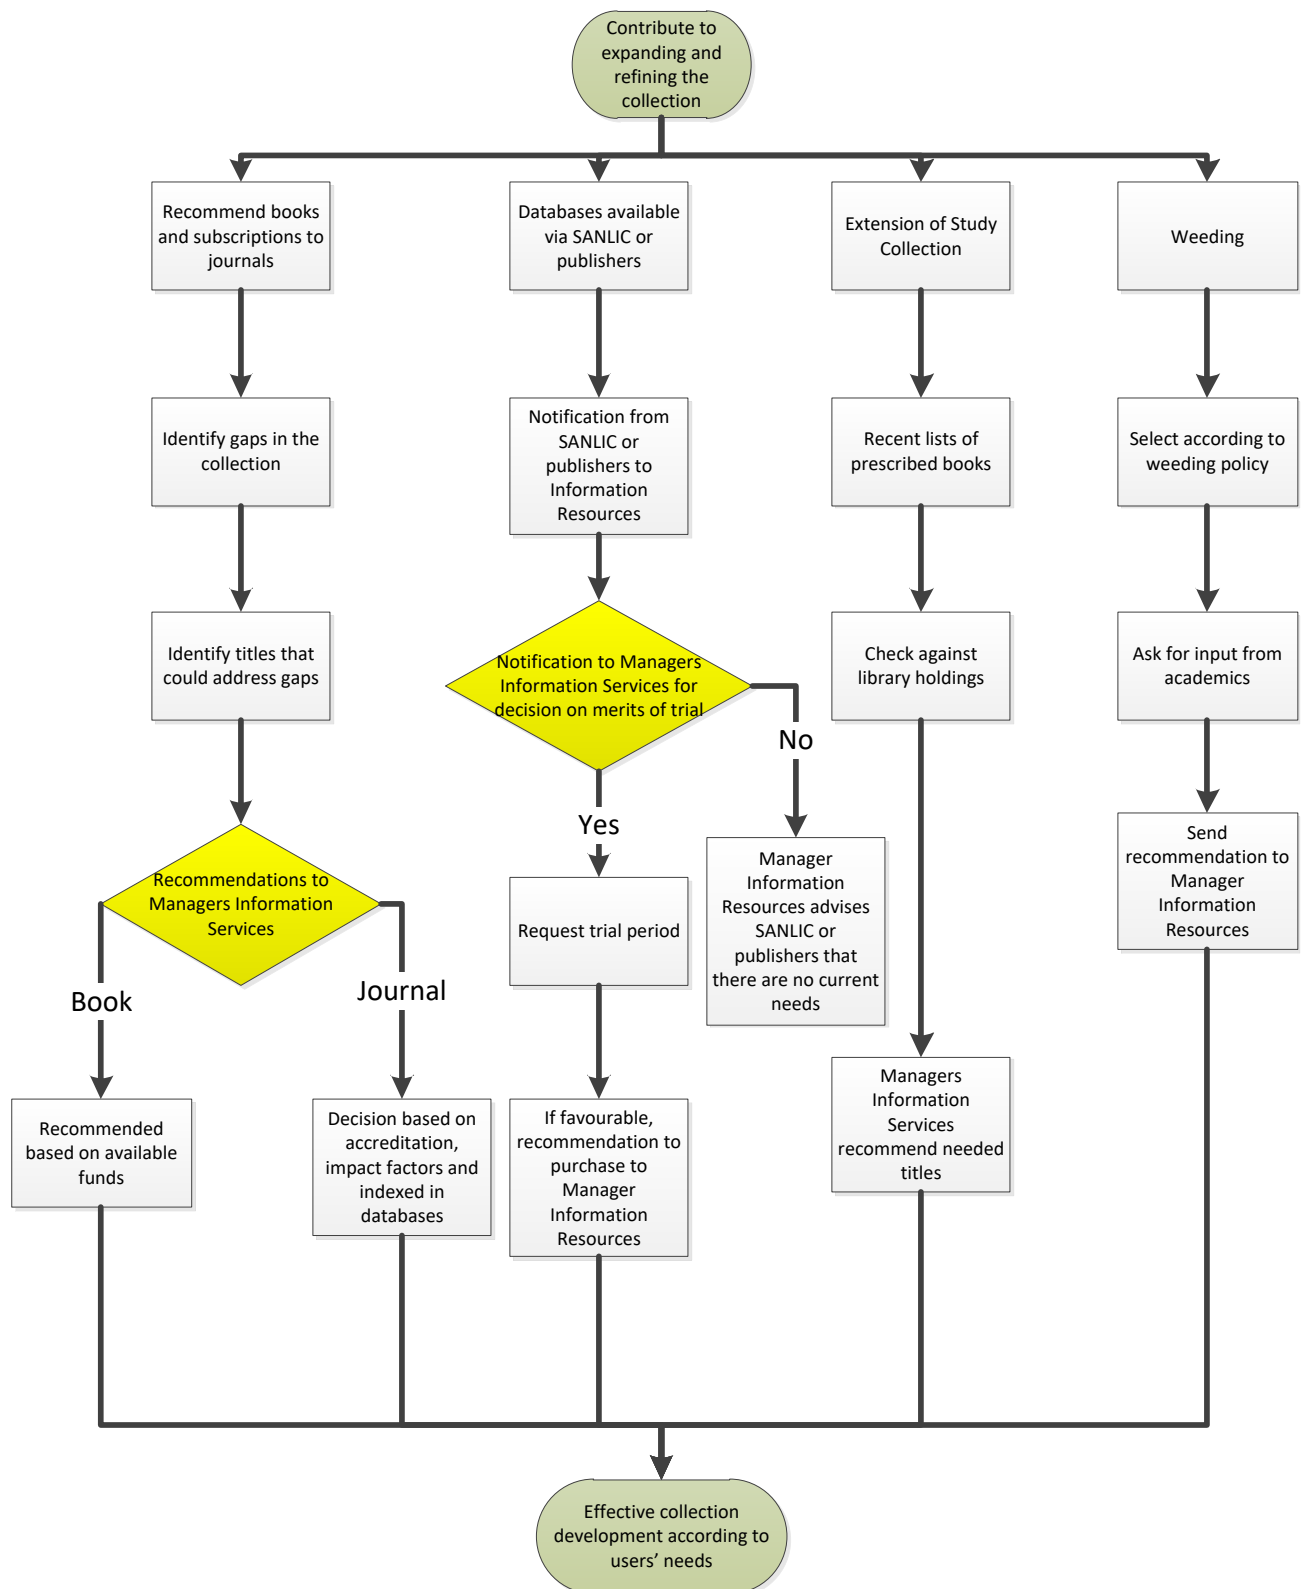 Contribute to
expanding and
refining the
collection
Recommend books
and subscriptions to
journals
Databases available
via SANLIC or
publishers
Extension of Study
Collection
Weeding
Identify gaps in the
collection
Notification from
SANLIC or
publishers to
Information
Resources
Recent lists of
prescribed books
Select according to
weeding policy
Identify titles that
could address gaps
Notification to Managers
Information Services for
decision on merits of trial
Check against
library holdings
Ask for input from
academics
No
Yes
Recommendations to
Managers Information
Services
Request trial period
Manager
Information
Resources advises
SANLIC or
publishers that
there are no current
needs
Send
recommendation to
Manager
Information
Resources
Book
Journal
Recommended
based on available
funds
Decision based on
accreditation,
impact factors and
indexed in
databases
If favourable,
recommendation to
purchase to
Manager
Information
Resources
Managers
Information
Services
recommend needed
titles
Effective collection
development according to
users’ needs